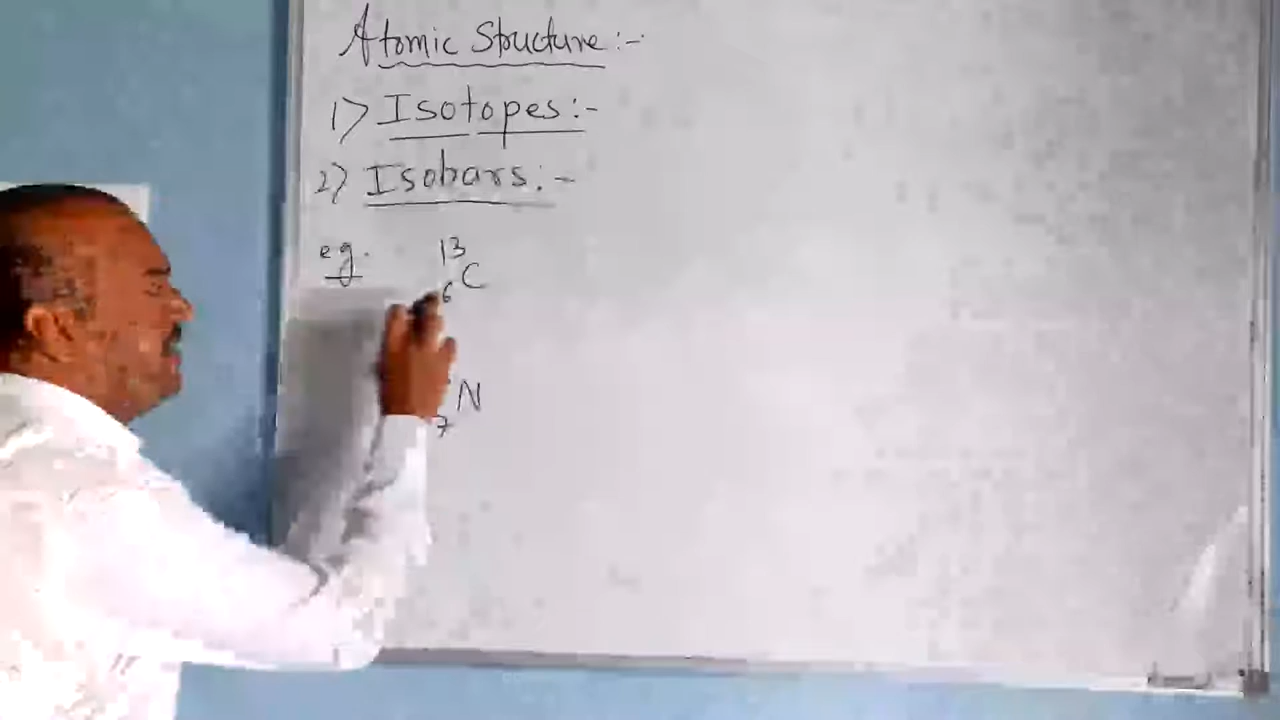 Atomic Structure:-
1) Isotopes:-
2) Isobars:-
eg. 13
6 C
N
7